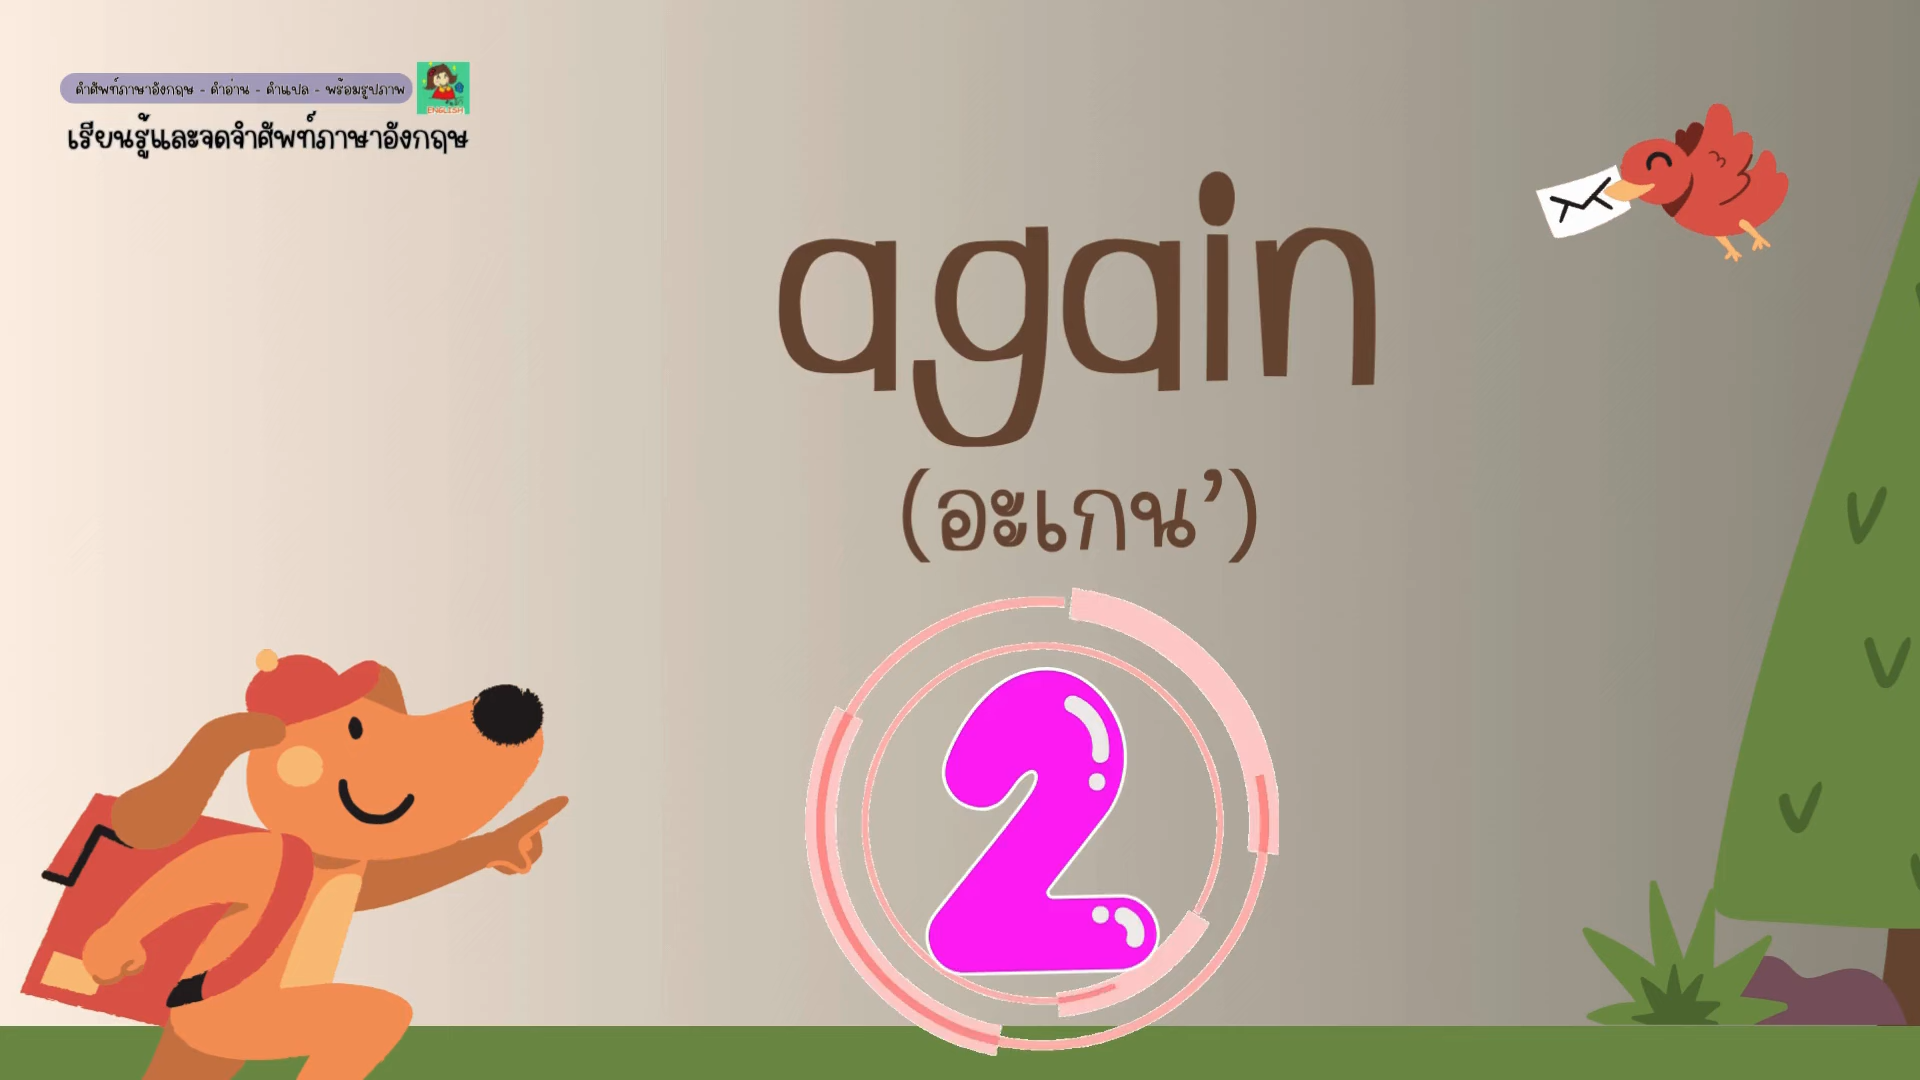 คำศัพท์ภาษาอังกฤษ - คำอ่าน - คำแปล - พร้อมรูปภาพ
ENGLISH
เรียนรู้และจดจำศัพท์ภาษาอังกฤษ
again
(อะเกน’)
2